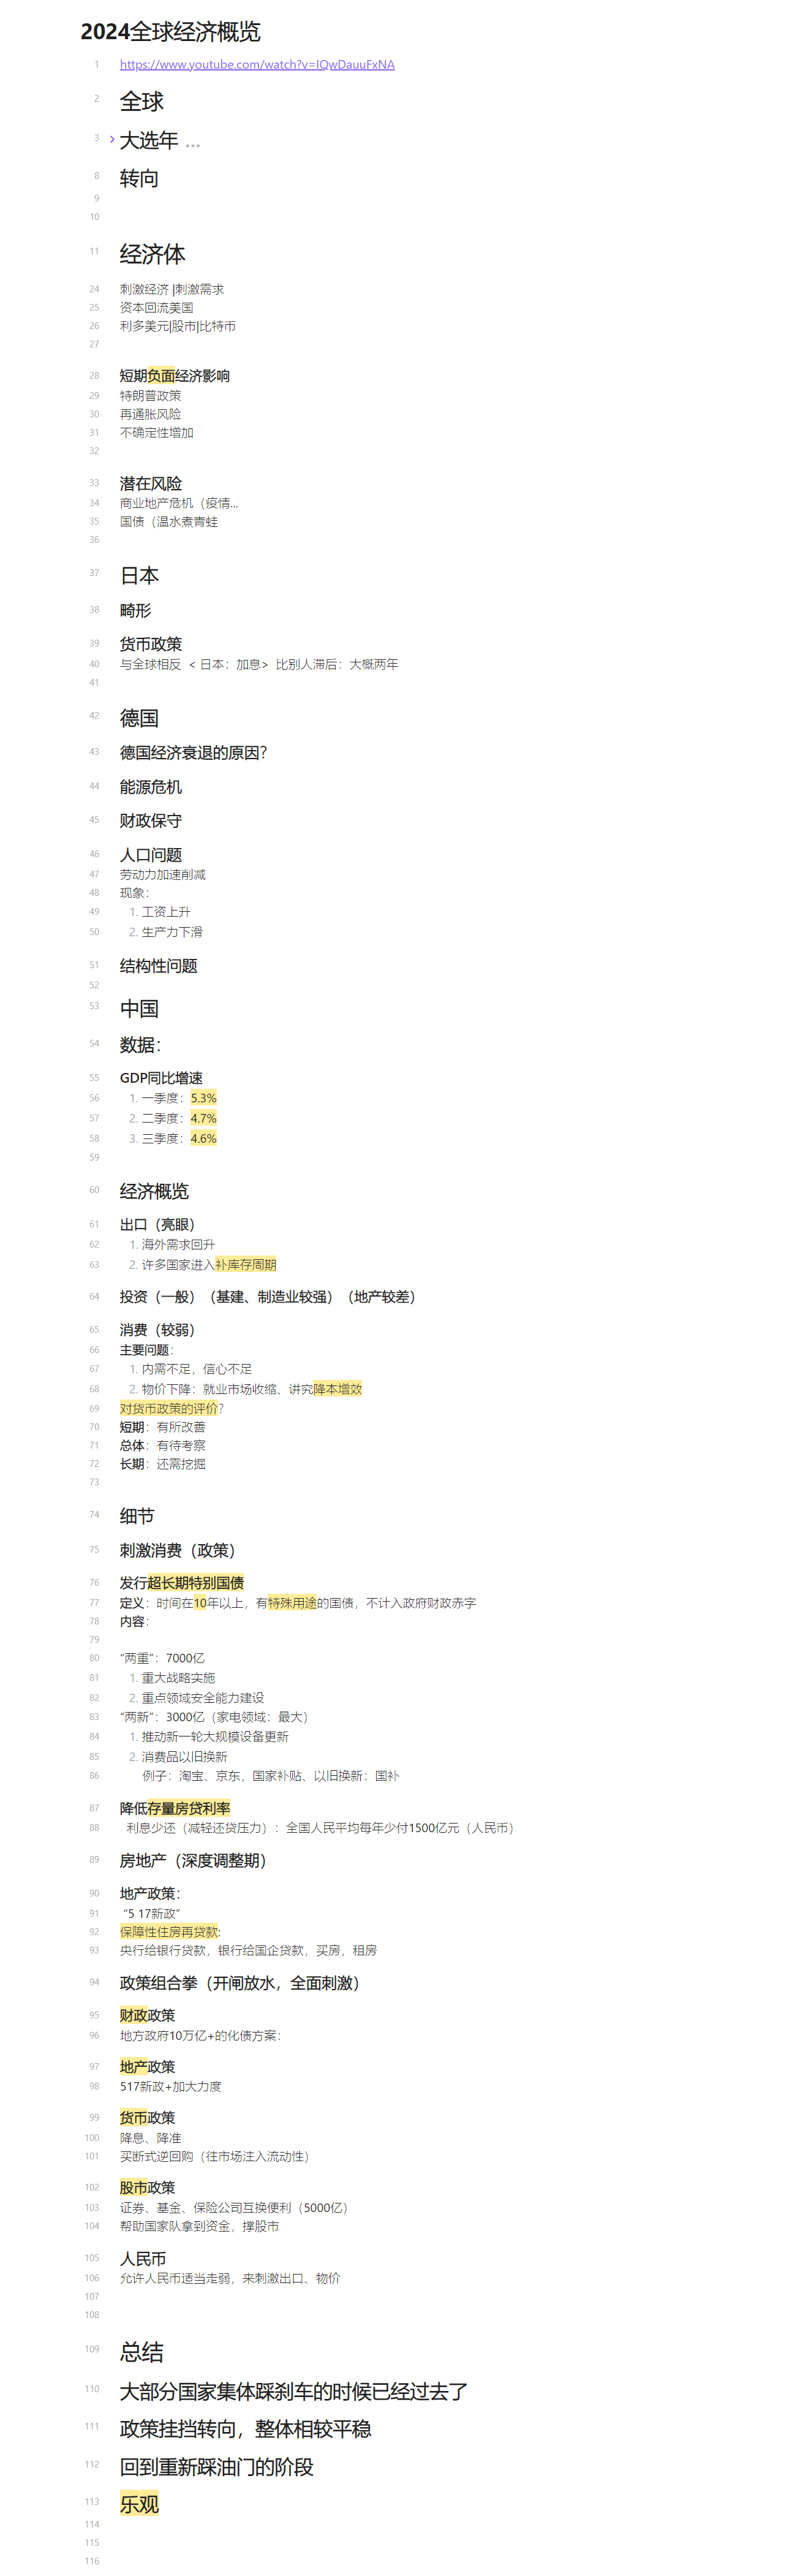 2024全球经济概览
1 https://www.youtube.com/watch?v=IQwDauuFxNA
2 全球
3 大选年 ...
8 转向
9
10
11 经济体
24 刺激经济 |刺激需求
25 资本回流美国
26 利多美元|股市|比特币
27
28 短期负面经济影响
29 特朗普政策
30 再通胀风险
31 不确定性增加
32
33 潜在风险
34 商业地产危机（疫情...
35 国债（温水煮青蛙
36
37 日本
38 畸形
39 货币政策
40 与全球相反 < 日本：加息> 比别人滞后：大概两年
41
42 德国
43 德国经济衰退的原因？
44 能源危机
45 财政保守
46 人口问题
47 劳动力加速削减
48 现象：
49 1. 工资上升
50 2. 生产力下滑
51 结构性问题
52
53 中国
54 数据：
55 GDP同比增速
56 1. 一季度：5.3%
57 2. 二季度：4.7%
58 3. 三季度：4.6%
59
60 经济概览
61 出口（亮眼）
62 1. 海外需求回升
63 2. 许多国家进入补库存周期
64 投资（一般）（基建、制造业较强）（地产较差）
65 消费（较弱）
66 主要问题：
67 1. 内需不足，信心不足
68 2. 物价下降：就业市场收缩、讲究降本增效
69 对货币政策的评价？
70 短期：有所改善
71 总体：有待考察
72 长期：还需挖掘
73
74 细节
75 刺激消费（政策）
76 发行超长期特别国债
77 定义：时间在10年以上，有特殊用途的国债，不计入政府财政赤字
78 内容：
79
80 “两重”：7000亿
81 1. 重大战略实施
82 2. 重点领域安全能力建设
83 “两新”：3000亿（家电领域：最大）
84 1. 推动新一轮大规模设备更新
85 2. 消费品以旧换新
86 例子：淘宝、京东，国家补贴、以旧换新：国补
87 降低存量房贷利率
88 利息少还（减轻还贷压力）：全国人民平均每年少付1500亿元（人民币）
89 房地产（深度调整期）
90 地产政策：
91 “5 17新政”
92 保障性住房再贷款:
93 央行给银行贷款，银行给国企贷款，买房，租房
94 政策组合拳（开闸放水，全面刺激）
95 财政政策
96 地方政府10万亿+的化债方案：
97 地产政策
98 517新政+加大力度
99 货币政策
100 降息、降准
101 买断式逆回购（往市场注入流动性）
102 股市政策
103 证券、基金、保险公司互换便利（5000亿）
104 帮助国家队拿到资金，撑股市
105 人民币
106 允许人民币适当走弱，来刺激出口、物价
107
108
109 总结
110 大部分国家集体踩刹车的时候已经过去了
111 政策挂挡转向，整体相较平稳
112 回到重新踩油门的阶段
113 乐观
114
115
116